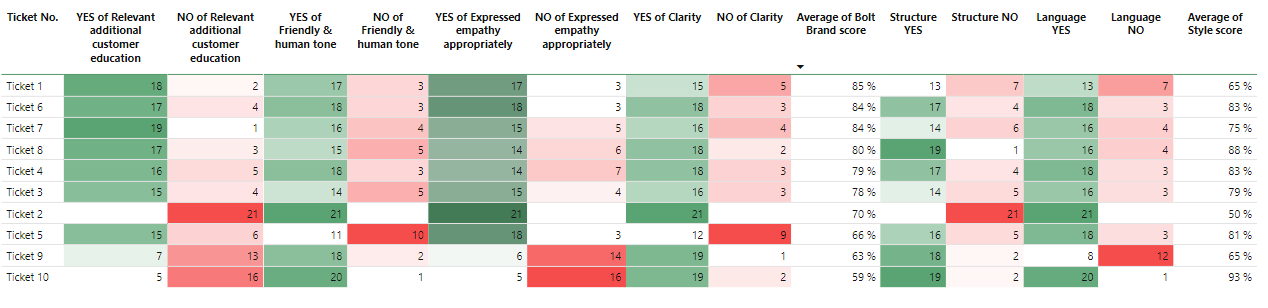 Ticket No. YES of Relevant additional customer education NO of Relevant additional customer education YES of Friendly & human tone NO of Friendly & human tone YES of Expressed empathy appropriately NO of Expressed empathy appropriately YES of Clarity NO of Clarity Average of Bolt Brand score Structure YES Structure NO Language YES Language NO Average of Style score
Ticket 1 18 2 17 3 17 3 15 5 85 % 13 7 13 7 65 %
Ticket 6 17 4 18 3 18 3 18 3 84 % 17 4 18 3 83 %
Ticket 7 19 1 16 4 15 5 16 4 84 % 14 6 16 4 75 %
Ticket 8 17 3 15 5 14 6 18 2 80 % 19 1 16 4 88 %
Ticket 4 16 5 18 3 14 7 18 3 79 % 17 4 18 3 83 %
Ticket 3 15 4 14 5 15 4 16 3 78 % 14 5 16 3 79 %
Ticket 2 21 21 21 21 70 % 21 21 50 %
Ticket 5 15 6 11 10 18 3 12 9 66 % 16 5 18 3 81 %
Ticket 9 7 13 18 2 6 14 19 1 63 % 18 2 8 12 65 %
Ticket 10 5 16 20 1 5 16 19 2 59 % 19 2 20 1 93 %